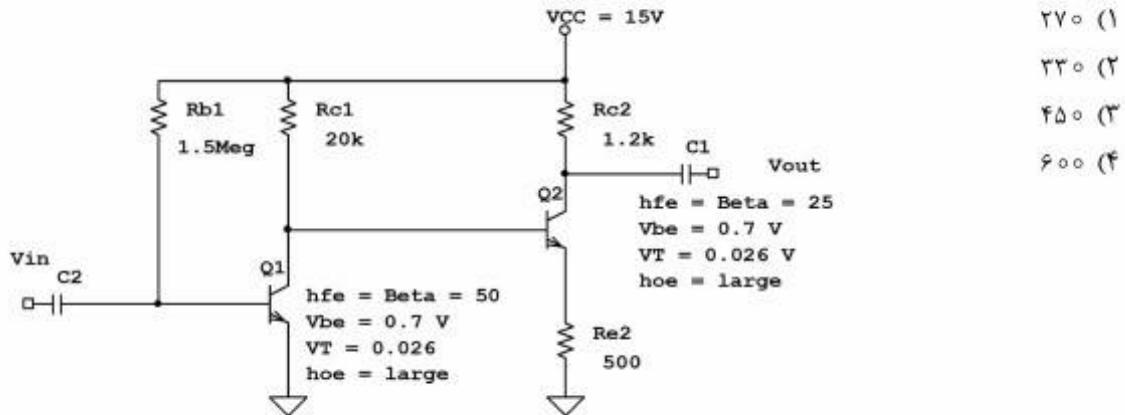 VCC = 15V
۱) ۲۷۰
۲) ۳۳۰
۳) ۴۵۰
۴) ۶۰۰
Rb1
1.5Meg
Rc1
20k
Rc2
1.2k
C1
Vout
Q2
hfe = Beta = 25
Vbe = 0.7 V
VT = 0.026 V
hoe = large
Vin
C2
Q1
hfe = Beta = 50
Vbe = 0.7 V
VT = 0.026
hoe = large
Re2
500